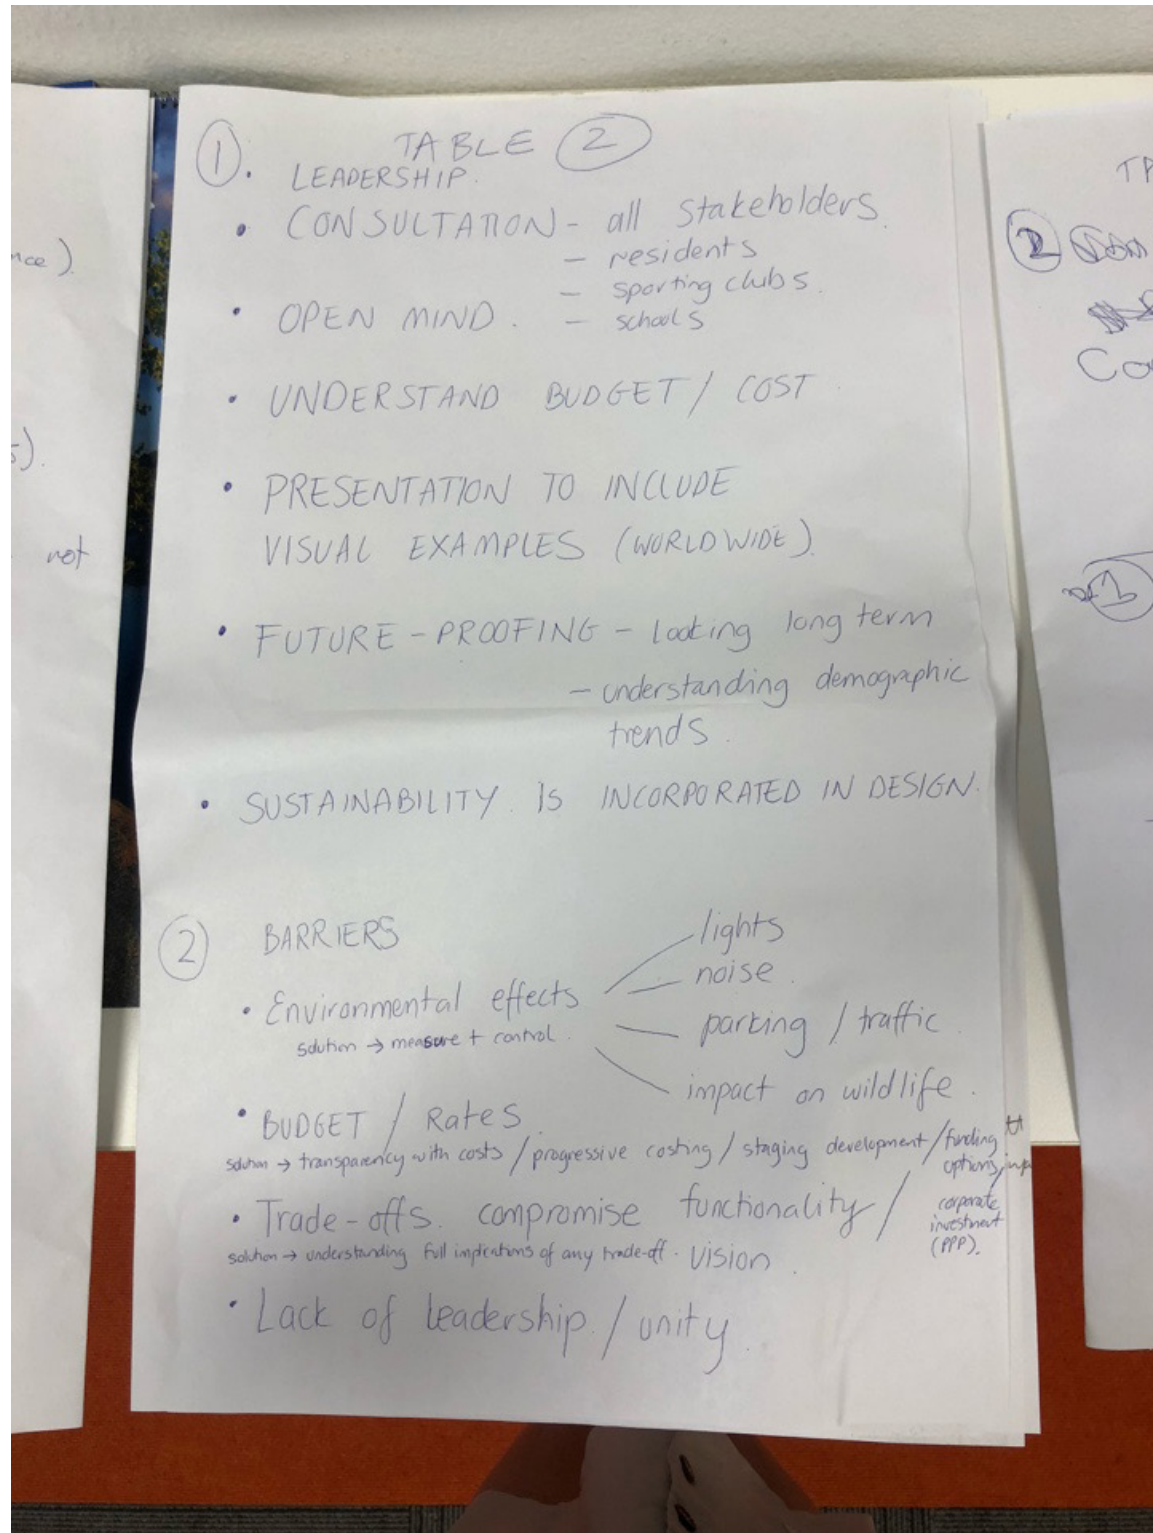 TABLE 2
1. LEADERSHIP.
• CONSULTATION - all stakeholders.
- residents
- sporting clubs.
• OPEN MIND. - schools
• UNDERSTAND BUDGET / COST
• PRESENTATION TO INCLUDE
VISUAL EXAMPLES (WORLDWIDE).
• FUTURE-PROOFING - Looking long term
- understanding demographic
trends.
• SUSTAINABILITY. IS INCORPORATED IN DESIGN.
2 BARRIERS
lights
noise.
• Environmental effects
solution → measure + control.
parking / traffic.
impact on wildlife.
• BUDGET / Rates.
solution → transparency with costs / progressive costing / staging development / funding
options,
corporate
investment
(PPP).
• Trade-offs. compromise functionality /
solution → understanding full implications of any trade-off. vision.
• Lack of leadership. / unity.
nce).
s).
not
2
Co
1